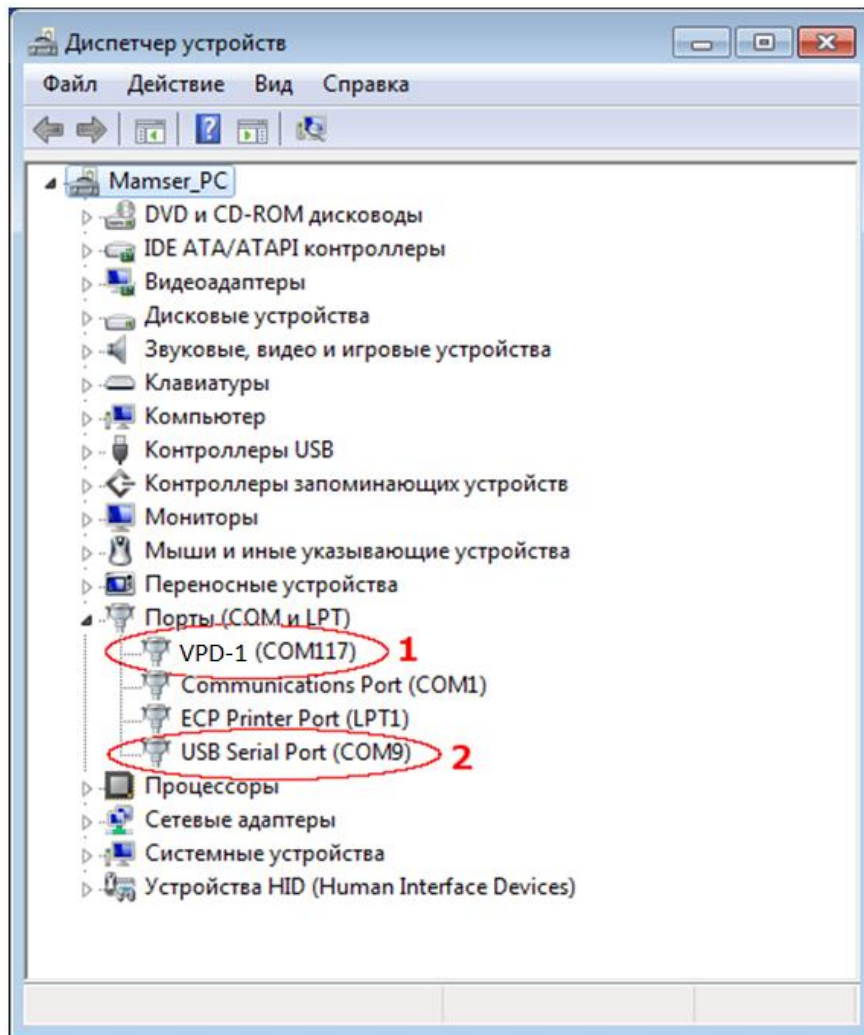 Диспетчер устройств
Файл Действие Вид Справка
Mamser_PC
DVD и CD-ROM дисководы
IDE ATA/ATAPI контроллеры
Видеоадаптеры
Дисковые устройства
Звуковые, видео и игровые устройства
Клавиатуры
Компьютер
Контроллеры USB
Контроллеры запоминающих устройств
Мониторы
Мыши и иные указывающие устройства
Переносные устройства
Порты (COM и LPT)
VPD-1 (COM117) 1
Communications Port (COM1)
ECP Printer Port (LPT1)
USB Serial Port (COM9) 2
Процессоры
Сетевые адаптеры
Системные устройства
Устройства HID (Human Interface Devices)